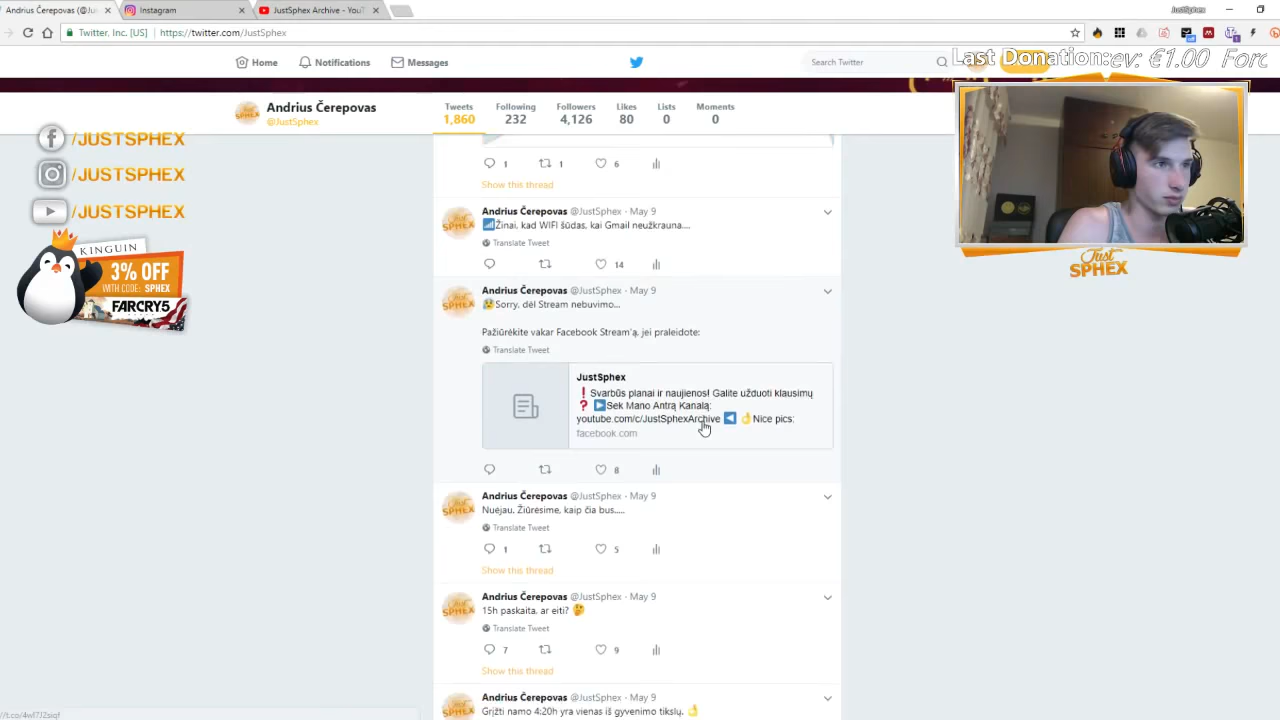 Andrius Čerepovas (@Ju
Instagram
JustSphex Archive - YouT
JustSphex
Twitter, Inc. [US]
https://twitter.com/JustSphex
Home
Notifications
Messages
Search Twitter
Last Donation:
ev: €1.00 Forc
Andrius Čerepovas
@JustSphex
Tweets
1,860
Following
232
Followers
4,126
Likes
80
Lists
0
Moments
0
/JUSTSPHEX
/JUSTSPHEX
/JUSTSPHEX
KINGUIN
3% OFF
WITH CODE: SPHEX
FARCRY5
Just
SPHEX
1 1 6
Show this thread
Andrius Čerepovas @JustSphex · May 9
Žinai, kad WIFI šūdas, kai Gmail neužkrauna....
Translate Tweet
14
Andrius Čerepovas @JustSphex · May 9
Sorry, dėl Stream nebuvimo...
Pažiūrėkite vakar Facebook Stream'ą, jei praleidote:
Translate Tweet
JustSphex
❗Svarbūs planai ir naujienos! Galite užduoti klausimų
❓ ▶Sek Mano Antrą Kanalą:
youtube.com/c/JustSphexArchive ◀ 👌Nice pics:
facebook.com
8
Andrius Čerepovas @JustSphex · May 9
Nuėjau. Žiūrėsime, kaip čia bus.....
Translate Tweet
1 5
Show this thread
Andrius Čerepovas @JustSphex · May 9
15h paskaita, ar eiti? 🤔
Translate Tweet
7 9
Show this thread
Andrius Čerepovas @JustSphex · May 9
Grįžti namo 4:20h yra vienas iš gyvenimo tikslų. 👌